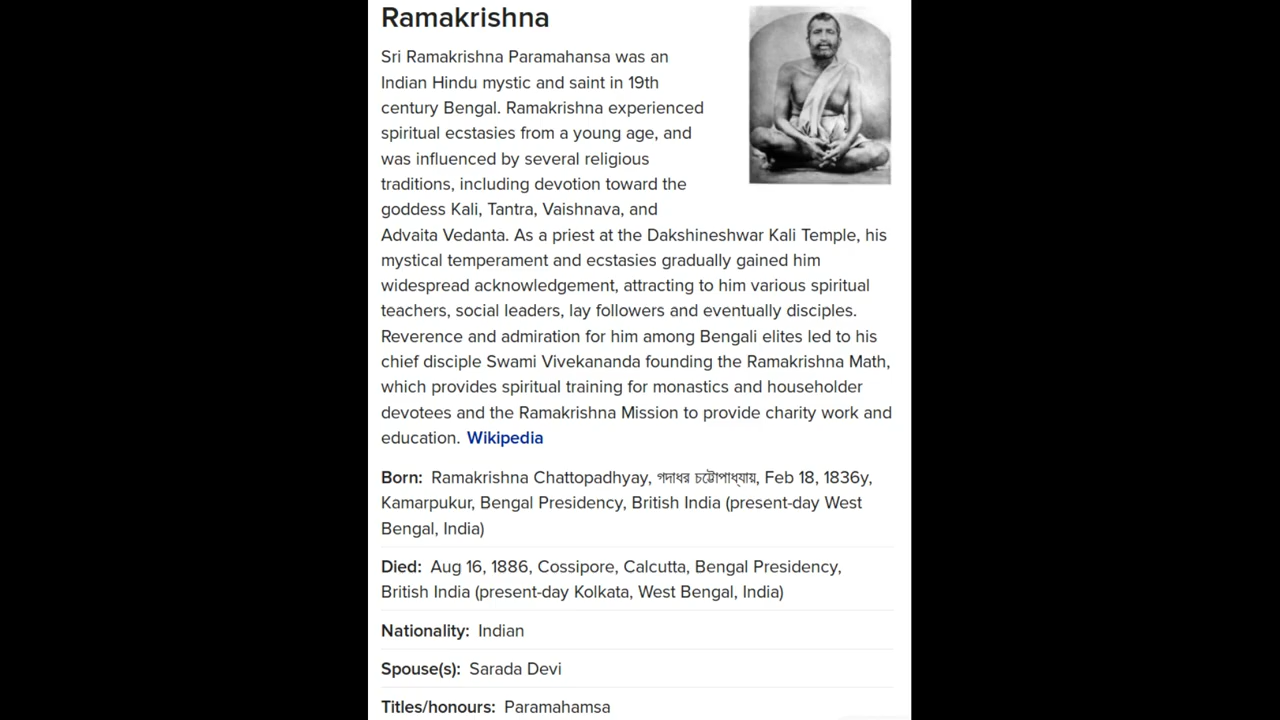 Ramakrishna
Sri Ramakrishna Paramahansa was an
Indian Hindu mystic and saint in 19th
century Bengal. Ramakrishna experienced
spiritual ecstasies from a young age, and
was influenced by several religious
traditions, including devotion toward the
goddess Kali, Tantra, Vaishnava, and
Advaita Vedanta. As a priest at the Dakshineshwar Kali Temple, his
mystical temperament and ecstasies gradually gained him
widespread acknowledgement, attracting to him various spiritual
teachers, social leaders, lay followers and eventually disciples.
Reverence and admiration for him among Bengali elites led to his
chief disciple Swami Vivekananda founding the Ramakrishna Math,
which provides spiritual training for monastics and householder
devotees and the Ramakrishna Mission to provide charity work and
education. Wikipedia
Born: Ramakrishna Chattopadhyay, গদাধর চট্টোপাধ্যায়, Feb 18, 1836y,
Kamarpukur, Bengal Presidency, British India (present-day West
Bengal, India)
Died: Aug 16, 1886, Cossipore, Calcutta, Bengal Presidency,
British India (present-day Kolkata, West Bengal, India)
Nationality: Indian
Spouse(s): Sarada Devi
Titles/honours: Paramahamsa